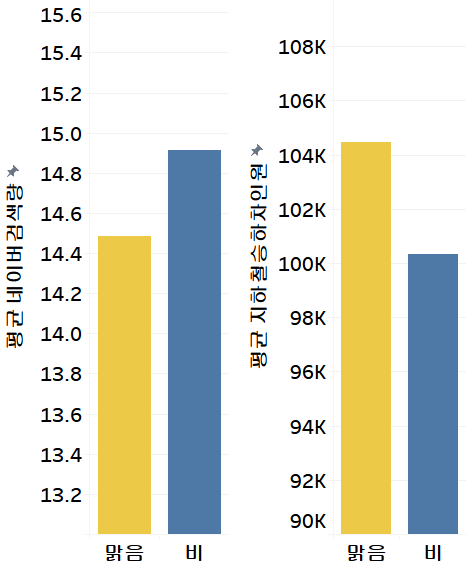 15.6
15.4
15.2
15.0
14.8
14.6
14.4
14.2
14.0
13.8
13.6
13.4
13.2
평균 네이버검색량
맑음
비
108K
106K
104K
102K
100K
98K
96K
94K
92K
90K
평균 지하철승하차인원
맑음
비